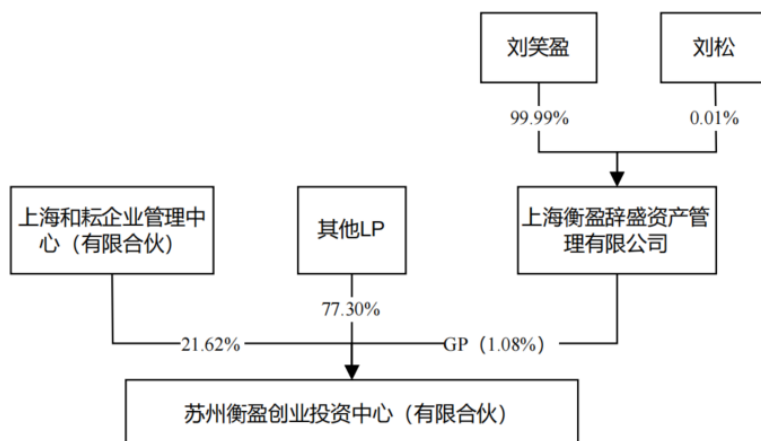 刘笑盈
刘松
99.99%
0.01%
上海和耘企业管理中
心（有限合伙）
其他LP
上海衡盈辞盛资产管
理有限公司
77.30%
21.62%
GP（1.08%）
苏州衡盈创业投资中心（有限合伙）